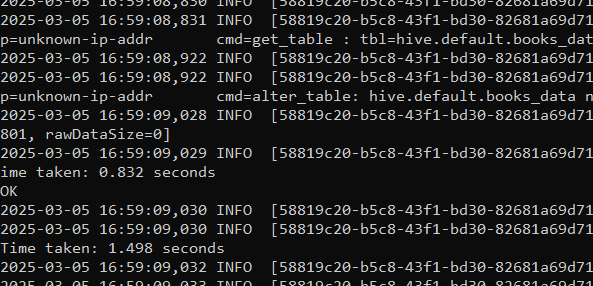 2025-03-05 16:59:08,830 INFO  [58819c20-b5c8-43f1-bd30-82681a69d71
2025-03-05 16:59:08,831 INFO  [58819c20-b5c8-43f1-bd30-82681a69d71
p=unknown-ip-addr       cmd=get_table : tbl=hive.default.books_dat
2025-03-05 16:59:08,922 INFO  [58819c20-b5c8-43f1-bd30-82681a69d71
2025-03-05 16:59:08,922 INFO  [58819c20-b5c8-43f1-bd30-82681a69d71
p=unknown-ip-addr       cmd=alter_table: hive.default.books_data n
2025-03-05 16:59:09,028 INFO  [58819c20-b5c8-43f1-bd30-82681a69d71
801, rawDataSize=0]
2025-03-05 16:59:09,029 INFO  [58819c20-b5c8-43f1-bd30-82681a69d71
ime taken: 0.832 seconds
OK
2025-03-05 16:59:09,030 INFO  [58819c20-b5c8-43f1-bd30-82681a69d71
2025-03-05 16:59:09,030 INFO  [58819c20-b5c8-43f1-bd30-82681a69d71
Time taken: 1.498 seconds
2025-03-05 16:59:09,032 INFO  [58819c20-b5c8-43f1-bd30-82681a69d71
2025-03-05 16:59:09,033 INFO  [58819c20-b5c8-43f1-bd30-82681a69d71